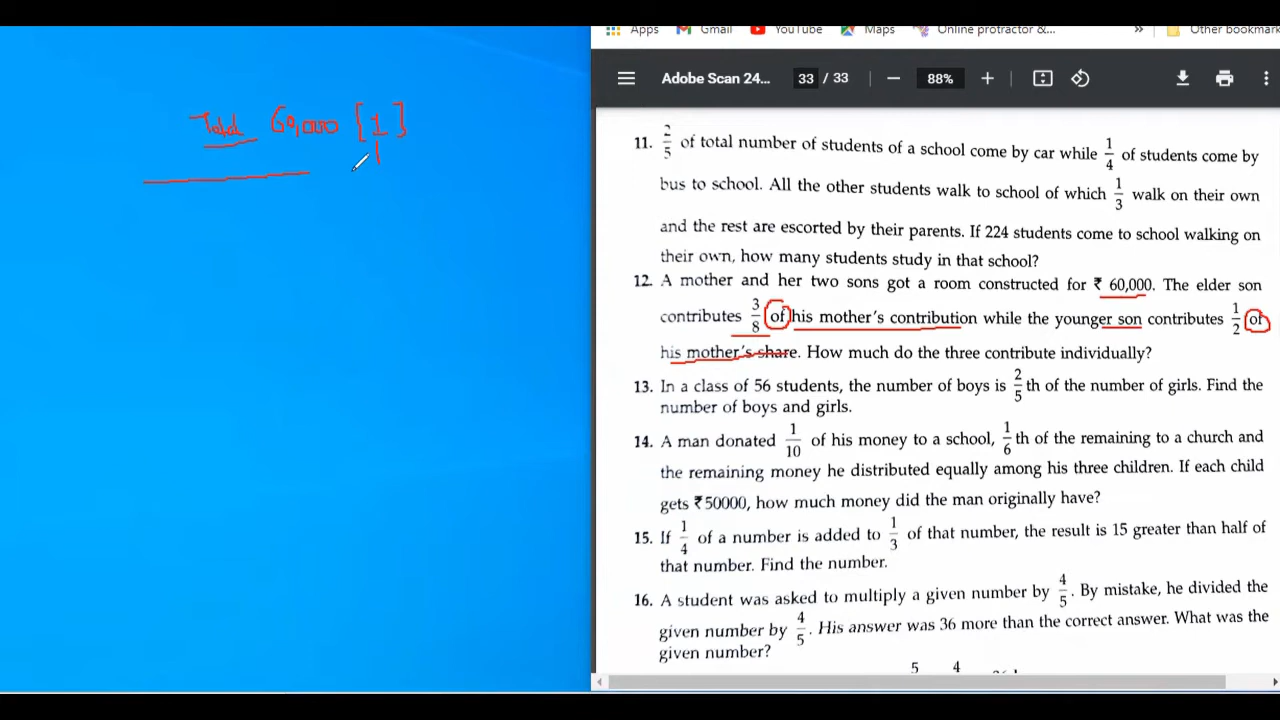 Total 60,000 [1]
1
Apps Gmail YouTube Maps Online protractor &... » Other bookmark
Adobe Scan 24... 33 / 33 88%
11. 2/5 of total number of students of a school come by car while 1/4 of students come by
bus to school. All the other students walk to school of which 1/3 walk on their own
and the rest are escorted by their parents. If 224 students come to school walking on
their own, how many students study in that school?
12. A mother and her two sons got a room constructed for ₹ 60,000. The elder son
contributes 3/8 of his mother's contribution while the younger son contributes 1/2 of
his mother's share. How much do the three contribute individually?
13. In a class of 56 students, the number of boys is 2/5 th of the number of girls. Find the
number of boys and girls.
14. A man donated 1/10 of his money to a school, 1/6 th of the remaining to a church and
the remaining money he distributed equally among his three children. If each child
gets ₹ 50000, how much money did the man originally have?
15. If 1/4 of a number is added to 1/3 of that number, the result is 15 greater than half of
that number. Find the number.
16. A student was asked to multiply a given number by 4/5. By mistake, he divided the
given number by 4/5. His answer was 36 more than the correct answer. What was the
given number?
5 4